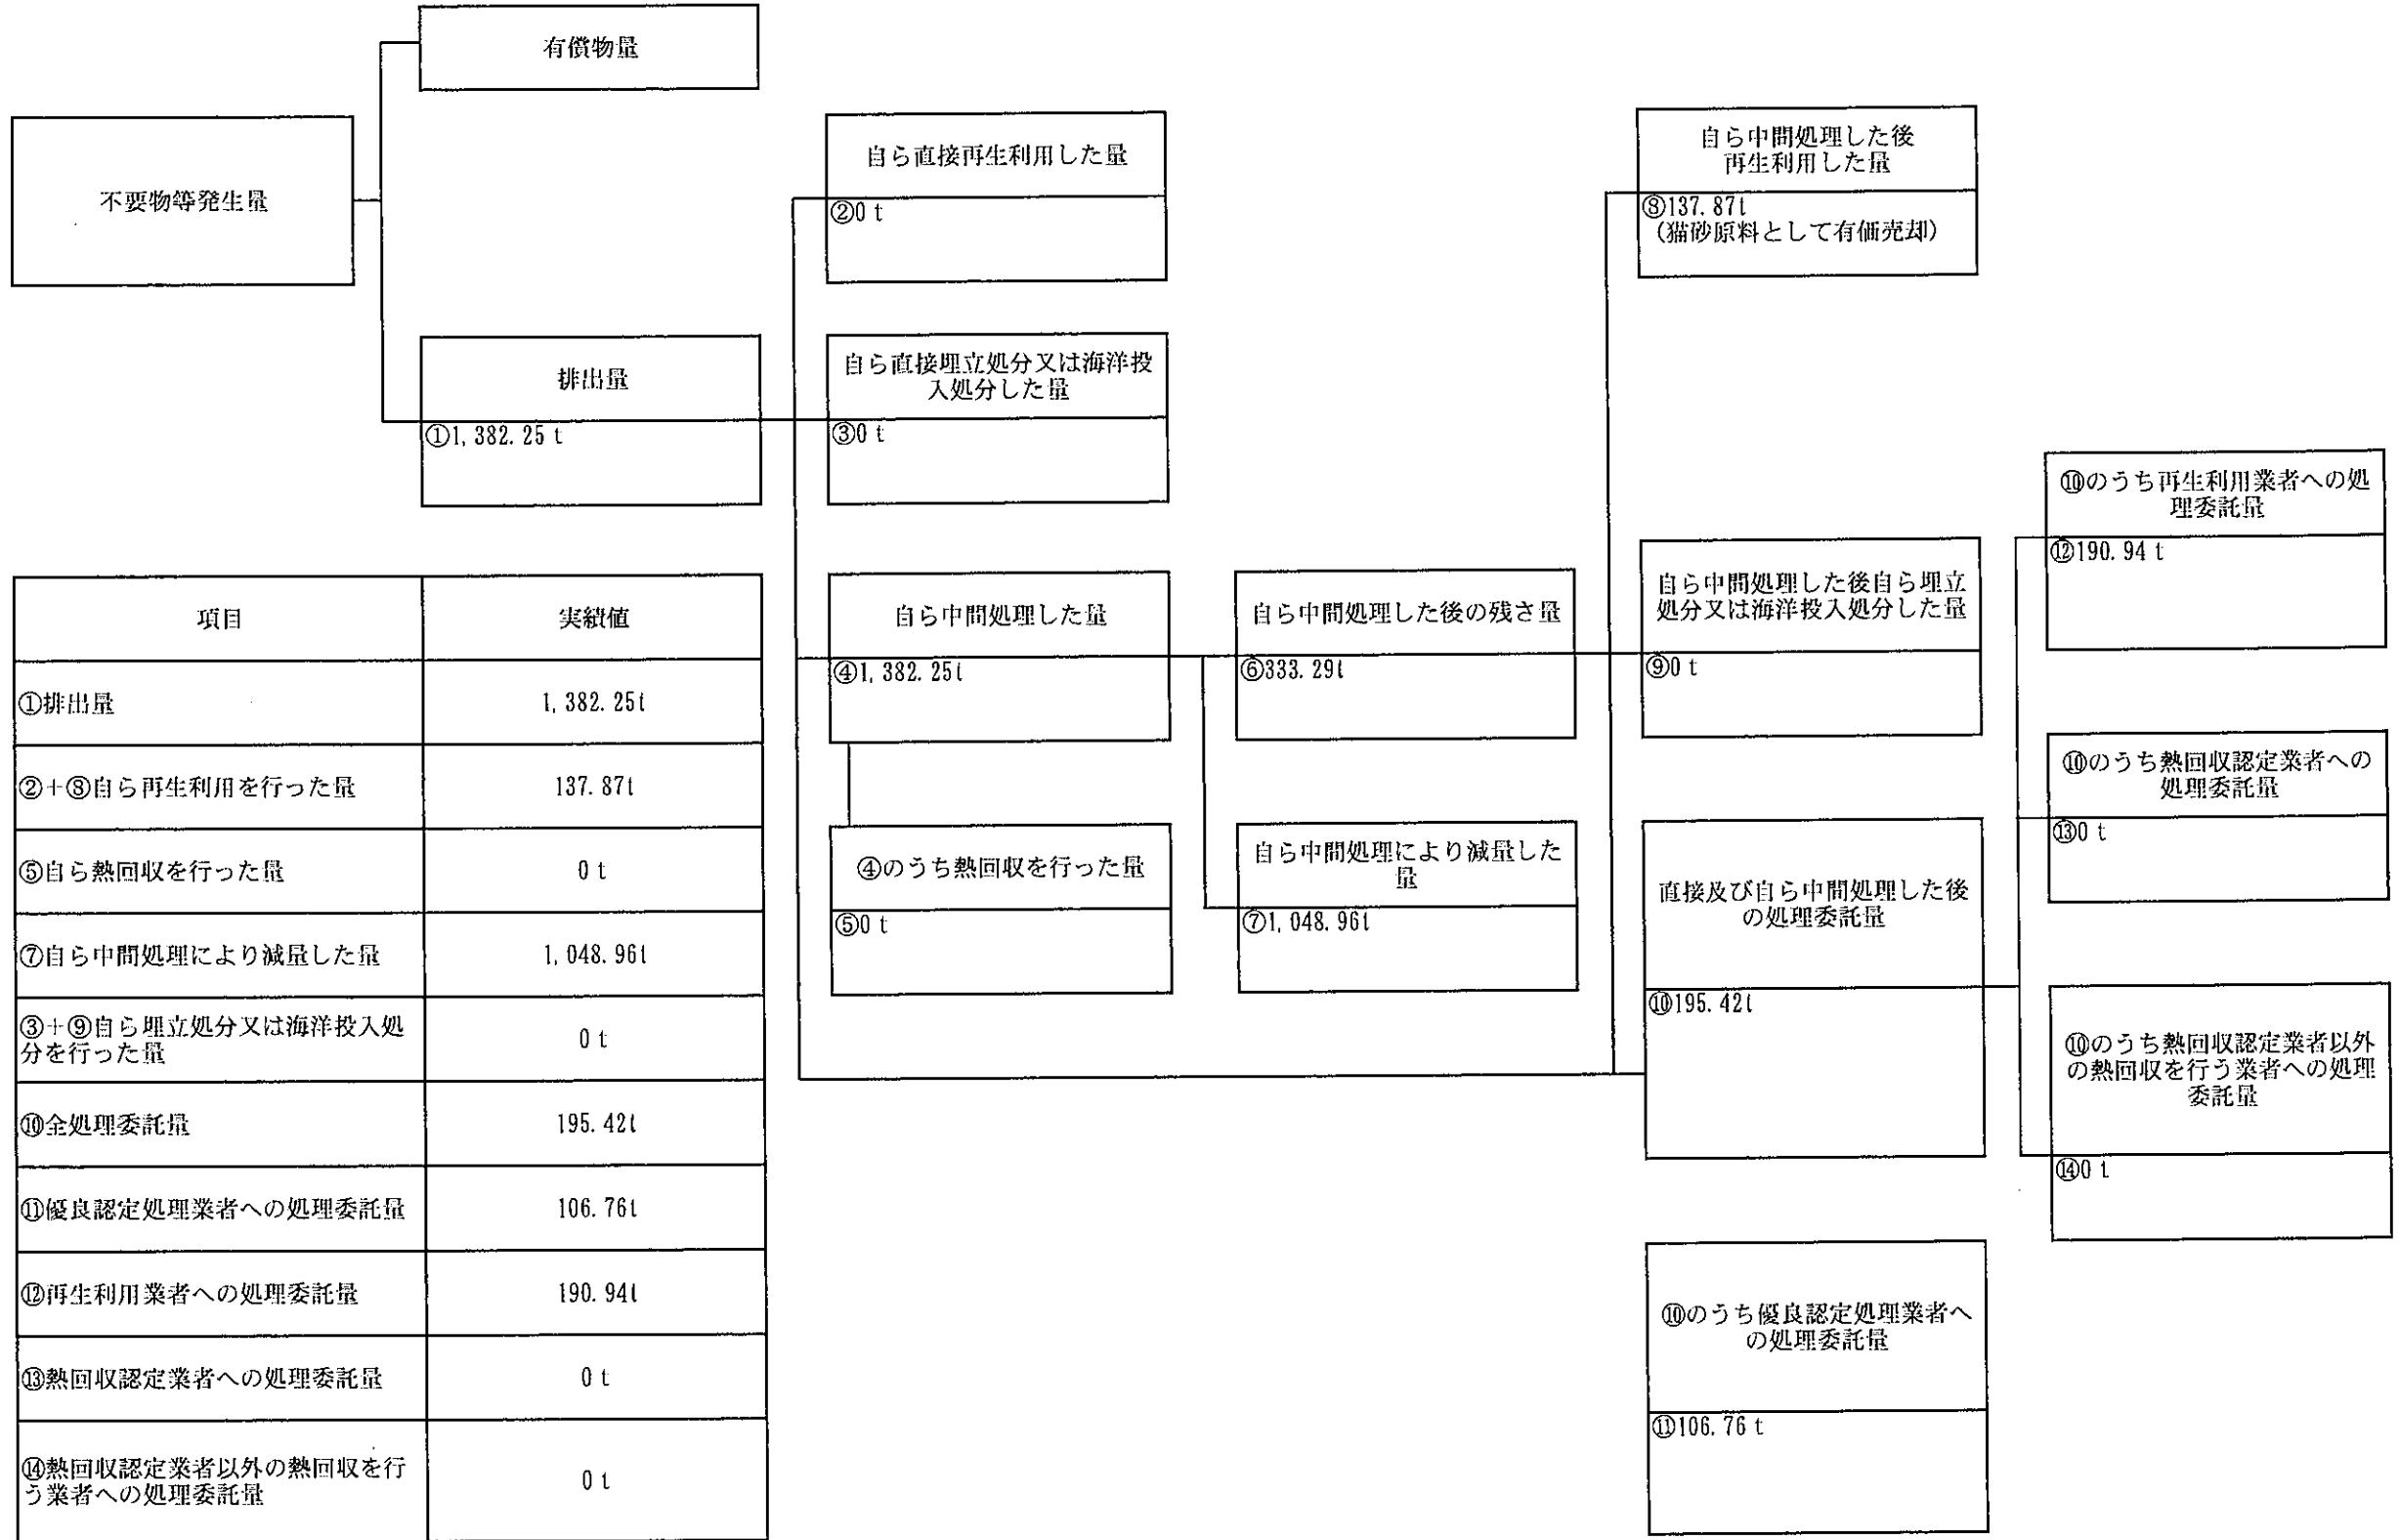 有償物量
不要物等発生量
排出量
①1,382.25 t
自ら直接再生利用した量
②0 t
自ら直接埋立処分又は海洋投
入処分した量
③0 t
自ら中間処理した量
④1,382.25t
④のうち熱回収を行った量
⑤0 t
自ら中間処理した後の残さ量
⑥333.29t
自ら中間処理により減量した
量
⑦1,048.96t
自ら中間処理した後
再生利用した量
⑧137.87t
(猫砂原料として有価売却)
自ら中間処理した後自ら埋立
処分又は海洋投入処分した量
⑨0 t
直接及び自ら中間処理した後
の処理委託量
⑩195.42t
⑩のうち優良認定処理業者へ
の処理委託量
⑪106.76 t
⑩のうち再生利用業者への処
理委託量
⑫190.94 t
⑩のうち熱回収認定業者への
処理委託量
⑬0 t
⑩のうち熱回収認定業者以外
の熱回収を行う業者への処理
委託量
⑭0 t
項目 実績値
①排出量 1,382.25t
②+⑧自ら再生利用を行った量 137.87t
⑤自ら熱回収を行った量 0 t
⑦自ら中間処理により減量した量 1,048.96t
③+⑨自ら埋立処分又は海洋投入処
分を行った量 0 t
⑩全処理委託量 195.42t
⑪優良認定処理業者への処理委託量 106.76t
⑫再生利用業者への処理委託量 190.94t
⑬熱回収認定業者への処理委託量 0 t
⑭熱回収認定業者以外の熱回収を行
う業者への処理委託量 0 t